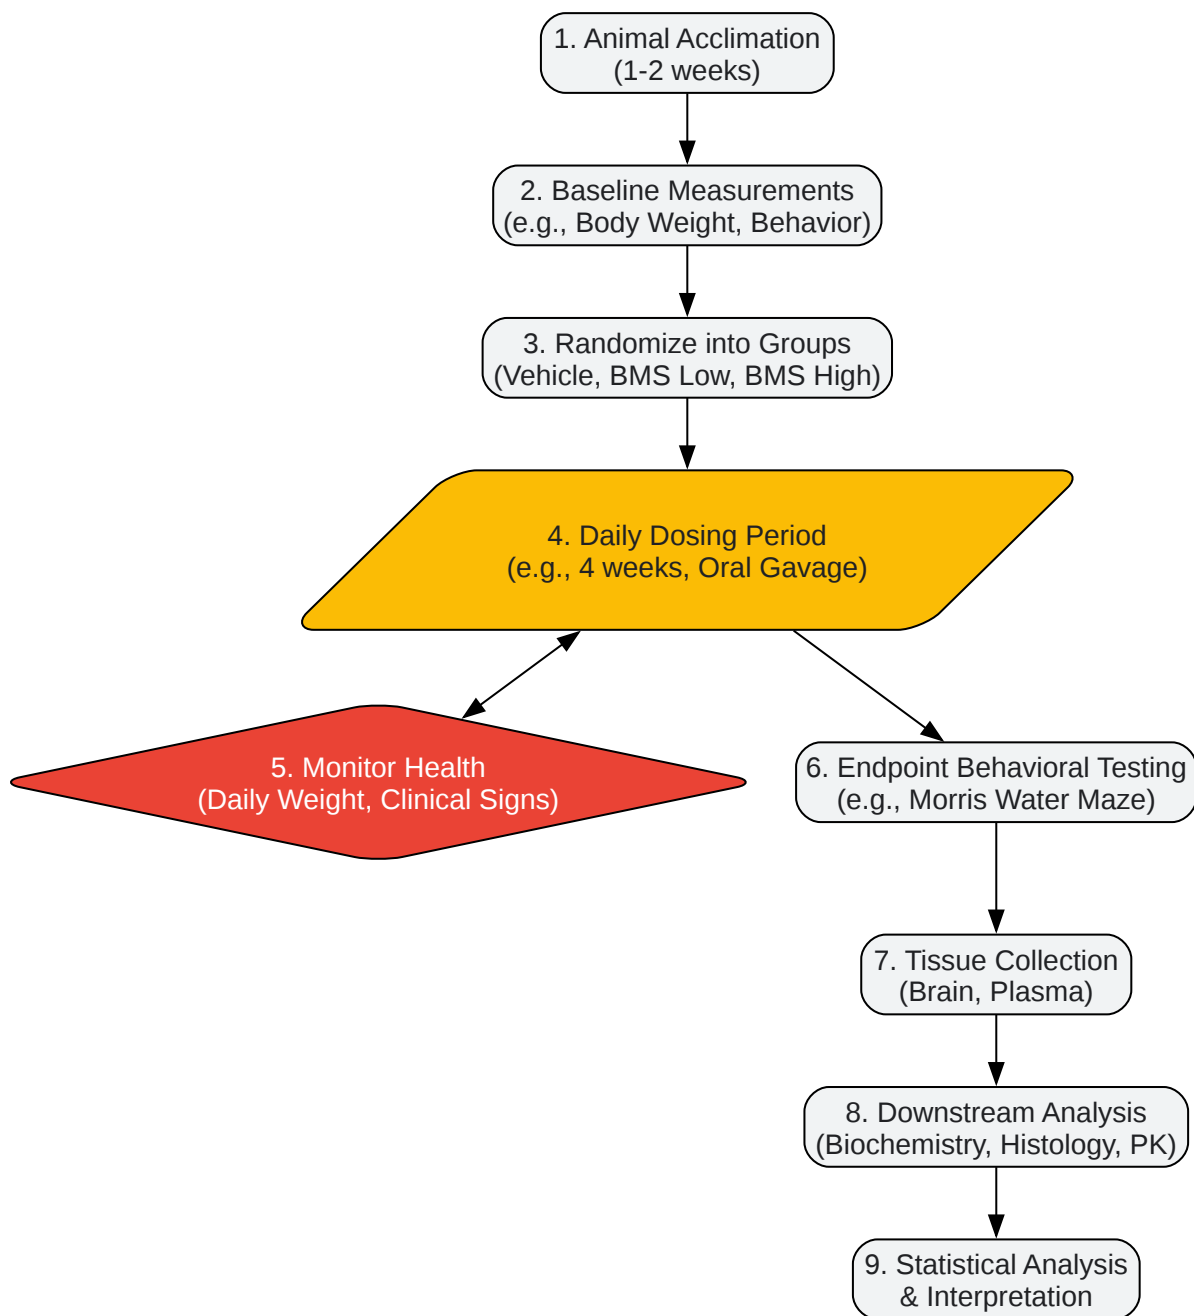 1. Animal Acclimation
(1-2 weeks)
2. Baseline Measurements
(e.g., Body Weight, Behavior)
3. Randomize into Groups
(Vehicle, BMS Low, BMS High)
4. Daily Dosing Period
(e.g., 4 weeks, Oral Gavage)
5. Monitor Health
(Daily Weight, Clinical Signs)
6. Endpoint Behavioral Testing
(e.g., Morris Water Maze)
7. Tissue Collection
(Brain, Plasma)
8. Downstream Analysis
(Biochemistry, Histology, PK)
9. Statistical Analysis
& Interpretation